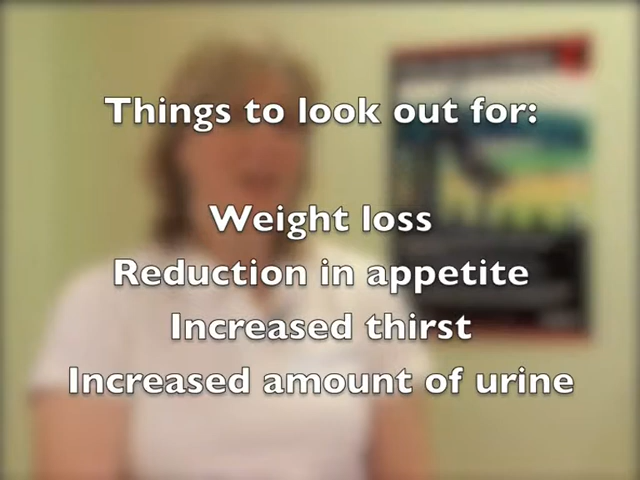 Things to look out for:
Weight loss
Reduction in appetite
Increased thirst
Increased amount of urine